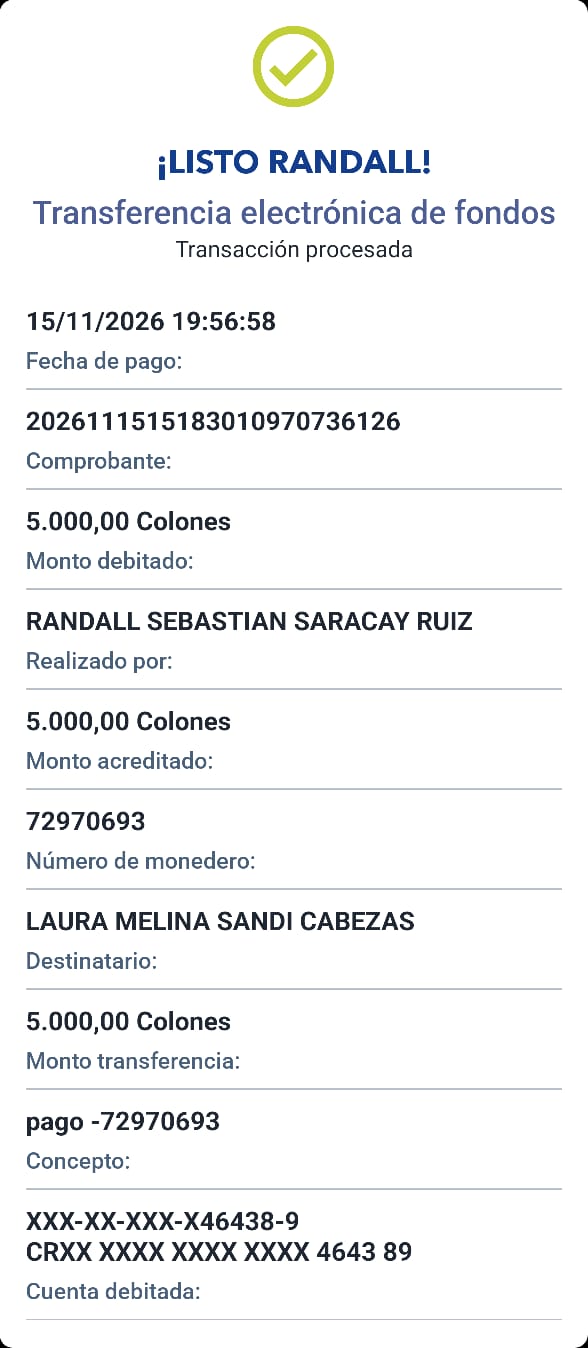 ¡LISTO RANDALL!
Transferencia electrónica de fondos
Transacción procesada
15/11/2026 19:56:58
Fecha de pago:
2026111515183010970736126
Comprobante:
5.000,00 Colones
Monto debitado:
RANDALL SEBASTIAN SARACAY RUIZ
Realizado por:
5.000,00 Colones
Monto acreditado:
72970693
Número de monedero:
LAURA MELINA SANDI CABEZAS
Destinatario:
5.000,00 Colones
Monto transferencia:
pago -72970693
Concepto:
XXX-XX-XXX-X46438-9
CRXX XXXX XXXX XXXX 4643 89
Cuenta debitada: